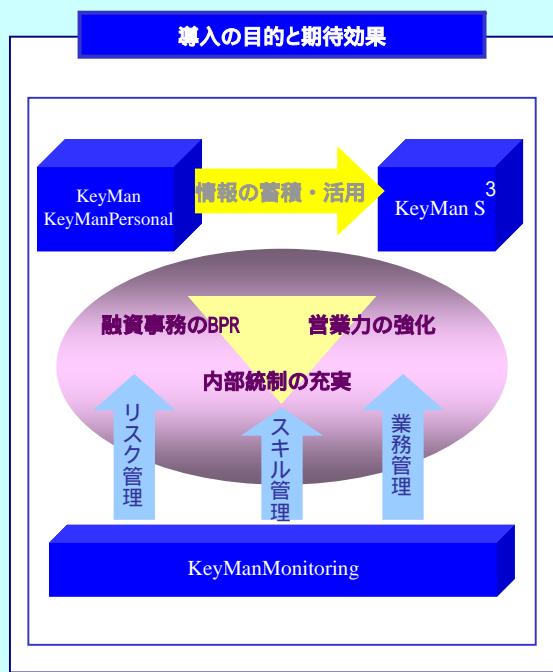 導入の目的と期待効果
KeyMan
KeyManPersonal
情報の蓄積・活用
KeyMan S3
融資事務のBPR
営業力の強化
内部統制の充実
リスク管理
スキル管理
業務管理
KeyManMonitoring